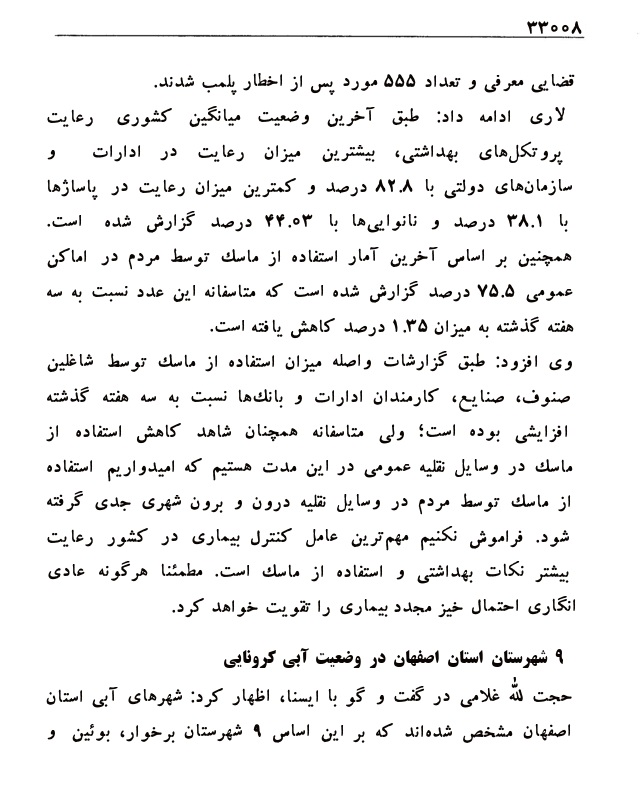 ۳۳۰۰۸
قضایی معرفی و تعداد ۵۵۵ مورد پس از اخطار پلمب شدند.
لاری ادامه داد: طبق آخرین وضعیت میانگین کشوری رعایت
پروتکل‌های بهداشتی، بیشترین میزان رعایت در ادارات و
سازمان‌های دولتی با ۸۲.۸ درصد و کمترین میزان رعایت در پاساژها
با ۳۸.۱ درصد و نانوایی‌ها با ۴۴.۰۳ درصد گزارش شده است.
همچنین بر اساس آخرین آمار استفاده از ماسك توسط مردم در اماکن
عمومی ۷۵.۵ درصد گزارش شده است که متاسفانه این عدد نسبت به سه
هفته گذشته به میزان ۱.۳۵ درصد کاهش یافته است.
وی افزود: طبق گزارشات واصله میزان استفاده از ماسك توسط شاغلین
صنوف، صنایع، کارمندان ادارات و بانك‌ها نسبت به سه هفته گذشته
افزایشی بوده است؛ ولی متاسفانه همچنان شاهد کاهش استفاده از
ماسك در وسایل نقلیه عمومی در این مدت هستیم که امیدواریم استفاده
از ماسك توسط مردم در وسایل نقلیه درون و برون شهری جدی گرفته
شود. فراموش نکنیم مهم‌ترین عامل کنترل بیماری در کشور رعایت
بیشتر نکات بهداشتی و استفاده از ماسك است. مطمئنا هرگونه عادی
انگاری احتمال خیز مجدد بیماری را تقویت خواهد کرد.
۹ شهرستان استان اصفهان در وضعیت آبی کرونایی
حجت لله غلامی در گفت و گو با ایسنا، اظهار کرد: شهرهای آبی استان
اصفهان مشخص شده‌اند که بر این اساس ۹ شهرستان برخوار، بوئین و